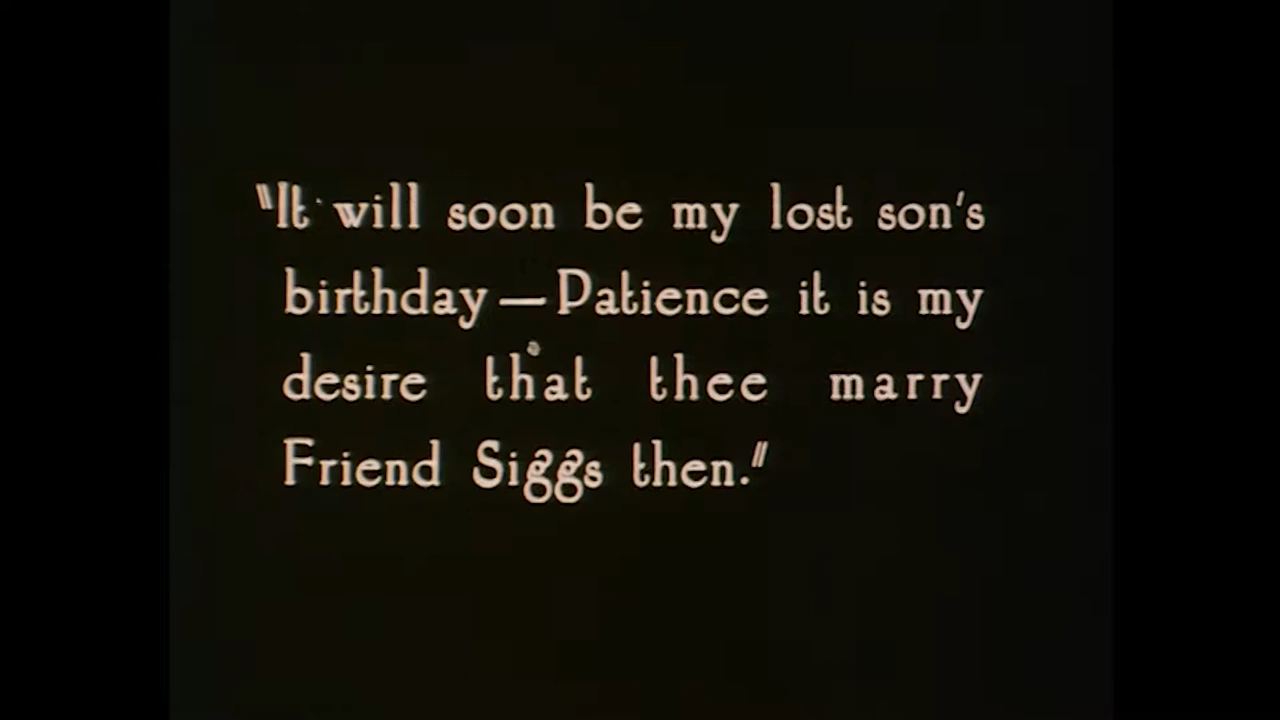 "It will soon be my lost son's
birthday — Patience it is my
desire that thee marry
Friend Siggs then."